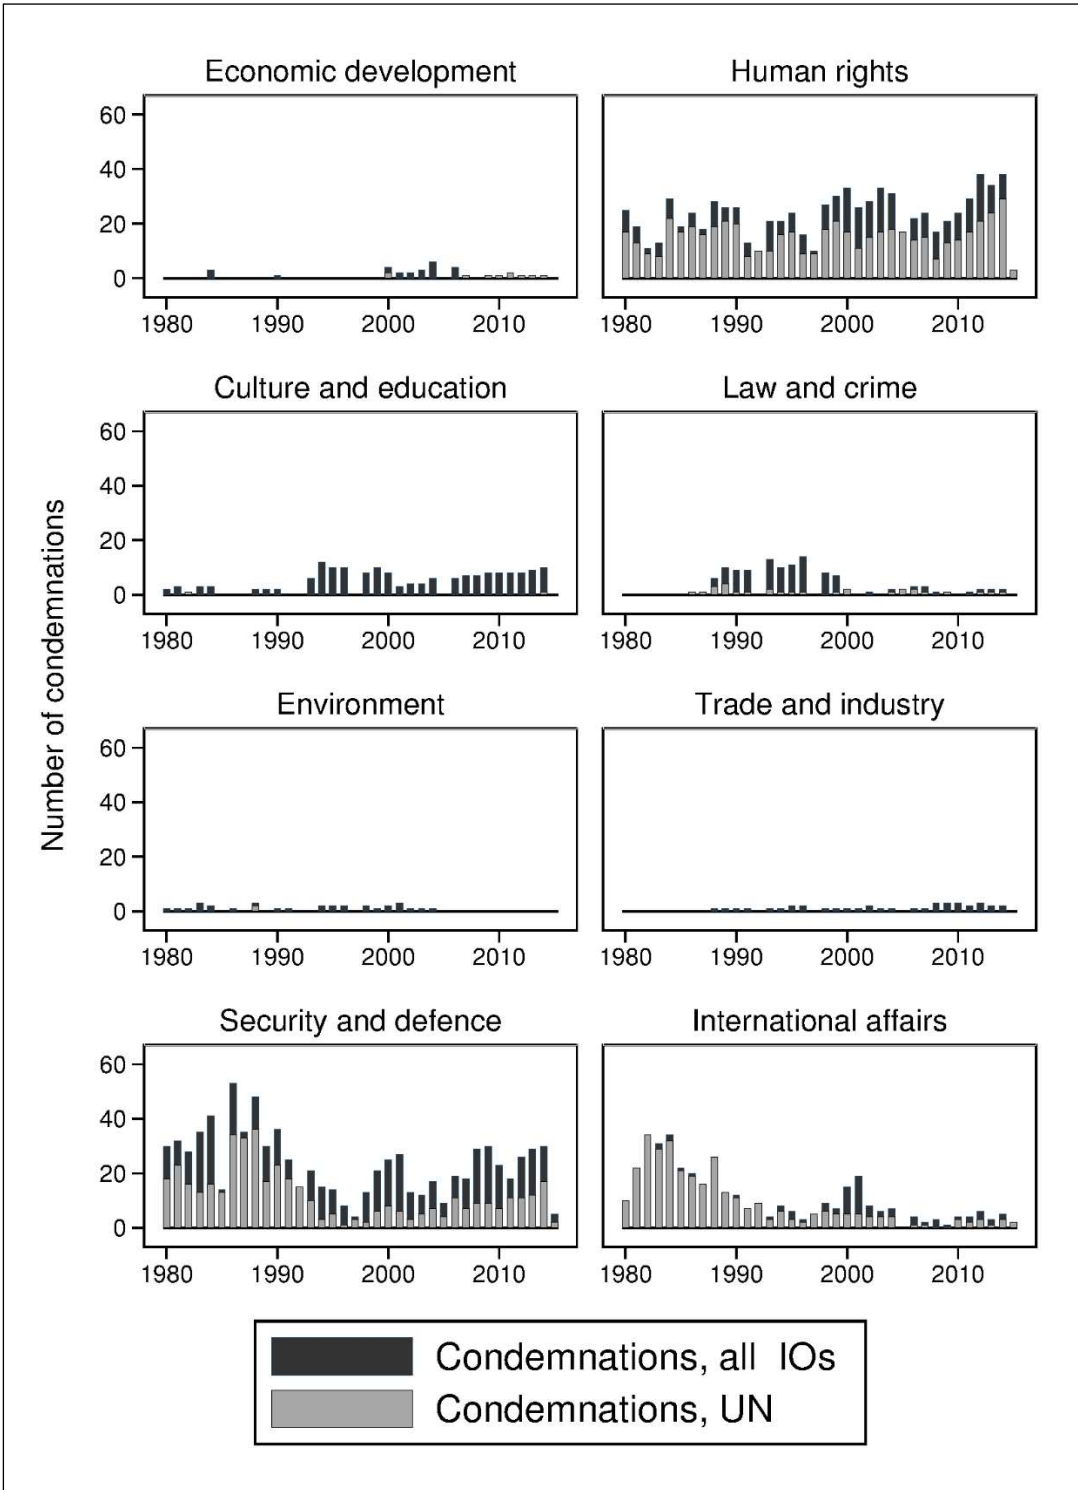 Economic development
Human rights
60
40
20
0
1980 1990 2000 2010
1980 1990 2000 2010
Culture and education
Law and crime
60
40
20
0
1980 1990 2000 2010
1980 1990 2000 2010
Number of condemnations
Environment
Trade and industry
60
40
20
0
1980 1990 2000 2010
1980 1990 2000 2010
Security and defence
International affairs
60
40
20
0
1980 1990 2000 2010
1980 1990 2000 2010
Condemnations, all IOs
Condemnations, UN